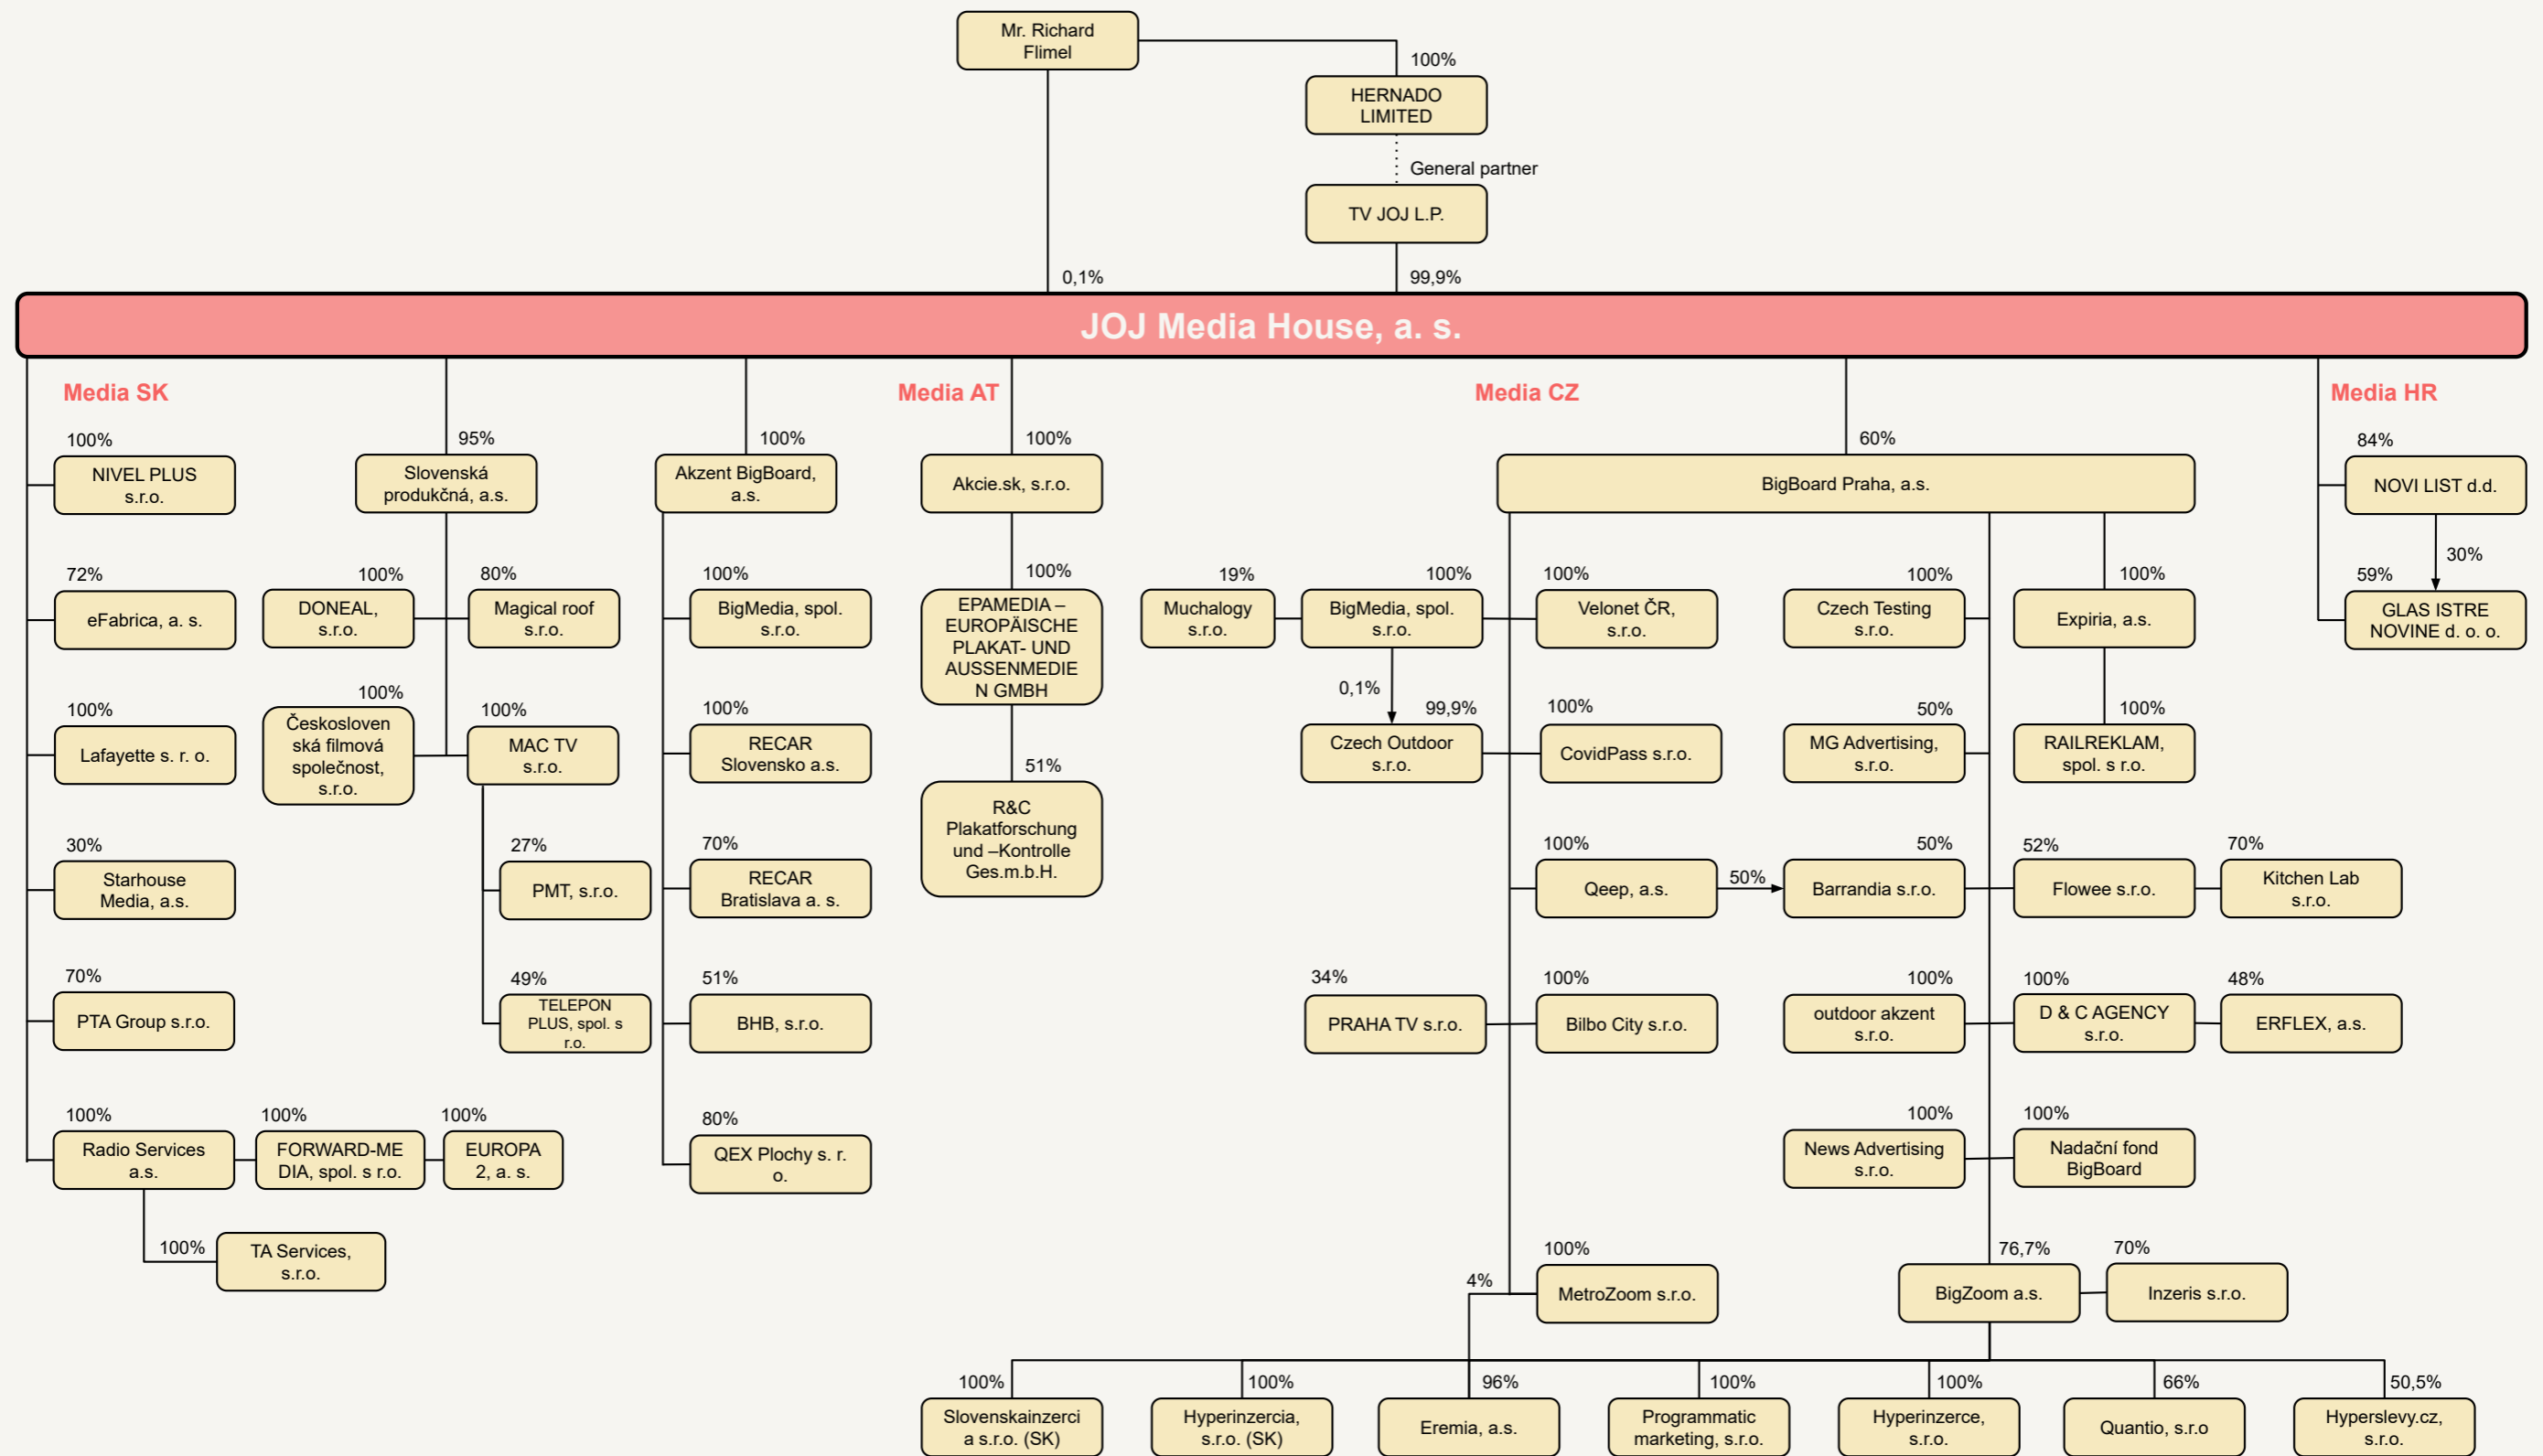 Mr. Richard
Flimel
100%
HERNADO
LIMITED
General partner
TV JOJ L.P.
0,1%
99,9%
JOJ Media House, a. s.
Media SK
Media AT
Media CZ
Media HR
100%
NIVEL PLUS
s.r.o.
72%
eFabrica, a. s.
100%
Lafayette s. r. o.
30%
Starhouse
Media, a.s.
70%
PTA Group s.r.o.
100%
Radio Services
a.s.
100%
FORWARD-ME
DIA, spol. s r.o.
100%
EUROPA
2, a. s.
100%
TA Services,
s.r.o.
95%
Slovenská
produkčná, a.s.
100%
DONEAL,
s.r.o.
80%
Magical roof
s.r.o.
100%
Českosloven
ská filmová
společnost,
s.r.o.
100%
MAC TV
s.r.o.
27%
PMT, s.r.o.
49%
TELEPON
PLUS, spol. s
r.o.
100%
Akzent BigBoard,
a.s.
100%
BigMedia, spol.
s.r.o.
100%
RECAR
Slovensko a.s.
70%
RECAR
Bratislava a. s.
51%
BHB, s.r.o.
80%
QEX Plochy s. r.
o.
100%
Akcie.sk, s.r.o.
100%
EPAMEDIA –
EUROPÄISCHE
PLAKAT- UND
AUSSENMEDIE
N GMBH
51%
R&C
Plakatforschung
und –Kontrolle
Ges.m.b.H.
60%
BigBoard Praha, a.s.
19%
Muchalogy
s.r.o.
100%
BigMedia, spol.
s.r.o.
100%
Velonet ČR,
s.r.o.
0,1%
99,9%
Czech Outdoor
s.r.o.
100%
CovidPass s.r.o.
100%
Qeep, a.s.
50%
34%
PRAHA TV s.r.o.
100%
Bilbo City s.r.o.
100%
MetroZoom s.r.o.
4%
100%
Czech Testing
s.r.o.
100%
Expiria, a.s.
50%
MG Advertising,
s.r.o.
100%
RAILREKLAM,
spol. s r.o.
50%
Barrandia s.r.o.
52%
Flowee s.r.o.
70%
Kitchen Lab
s.r.o.
100%
outdoor akzent
s.r.o.
100%
D & C AGENCY
s.r.o.
48%
ERFLEX, a.s.
100%
News Advertising
s.r.o.
100%
Nadační fond
BigBoard
76,7%
BigZoom a.s.
70%
Inzeris s.r.o.
100%
Slovenskainzerci
a s.r.o. (SK)
100%
Hyperinzercia,
s.r.o. (SK)
96%
Eremia, a.s.
100%
Programmatic
marketing, s.r.o.
100%
Hyperinzerce,
s.r.o.
66%
Quantio, s.r.o
50,5%
Hyperslevy.cz,
s.r.o.
84%
NOVI LIST d.d.
30%
59%
GLAS ISTRE
NOVINE d. o. o.